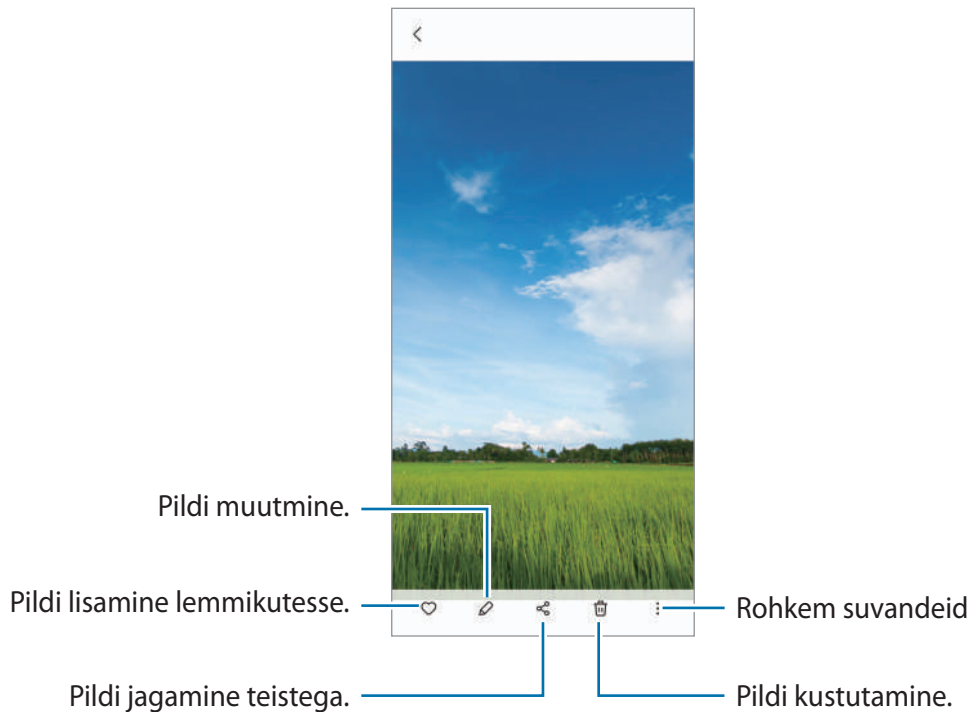 Pildi muutmine.
Pildi lisamine lemmikutesse.
Rohkem suvandeid
Pildi jagamine teistega.
Pildi kustutamine.